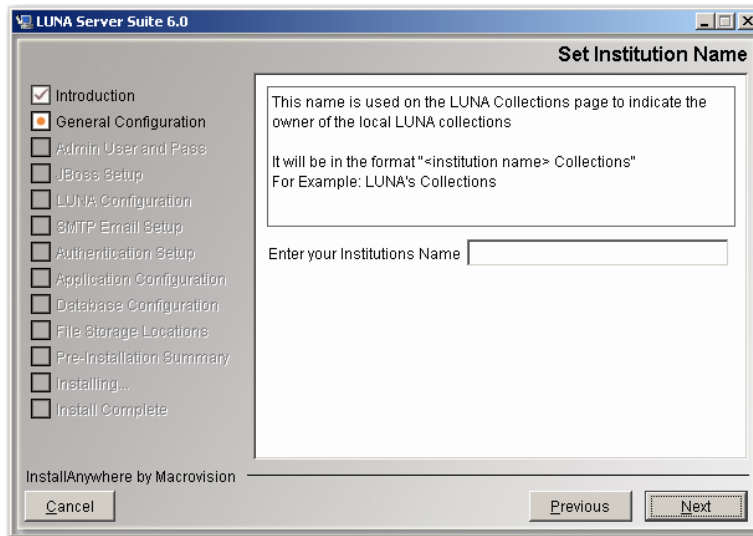 LUNA Server Suite 6.0
Set Institution Name
Introduction
General Configuration
Admin User and Pass
JBoss Setup
LUNA Configuration
SMTP Email Setup
Authentication Setup
Application Configuration
Database Configuration
File Storage Locations
Pre-Installation Summary
Installing...
Install Complete
This name is used on the LUNA Collections page to indicate the
owner of the local LUNA collections
It will be in the format "<institution name> Collections"
For Example: LUNA's Collections
Enter your Institutions Name
InstallAnywhere by Macrovision
Cancel
Previous
Next